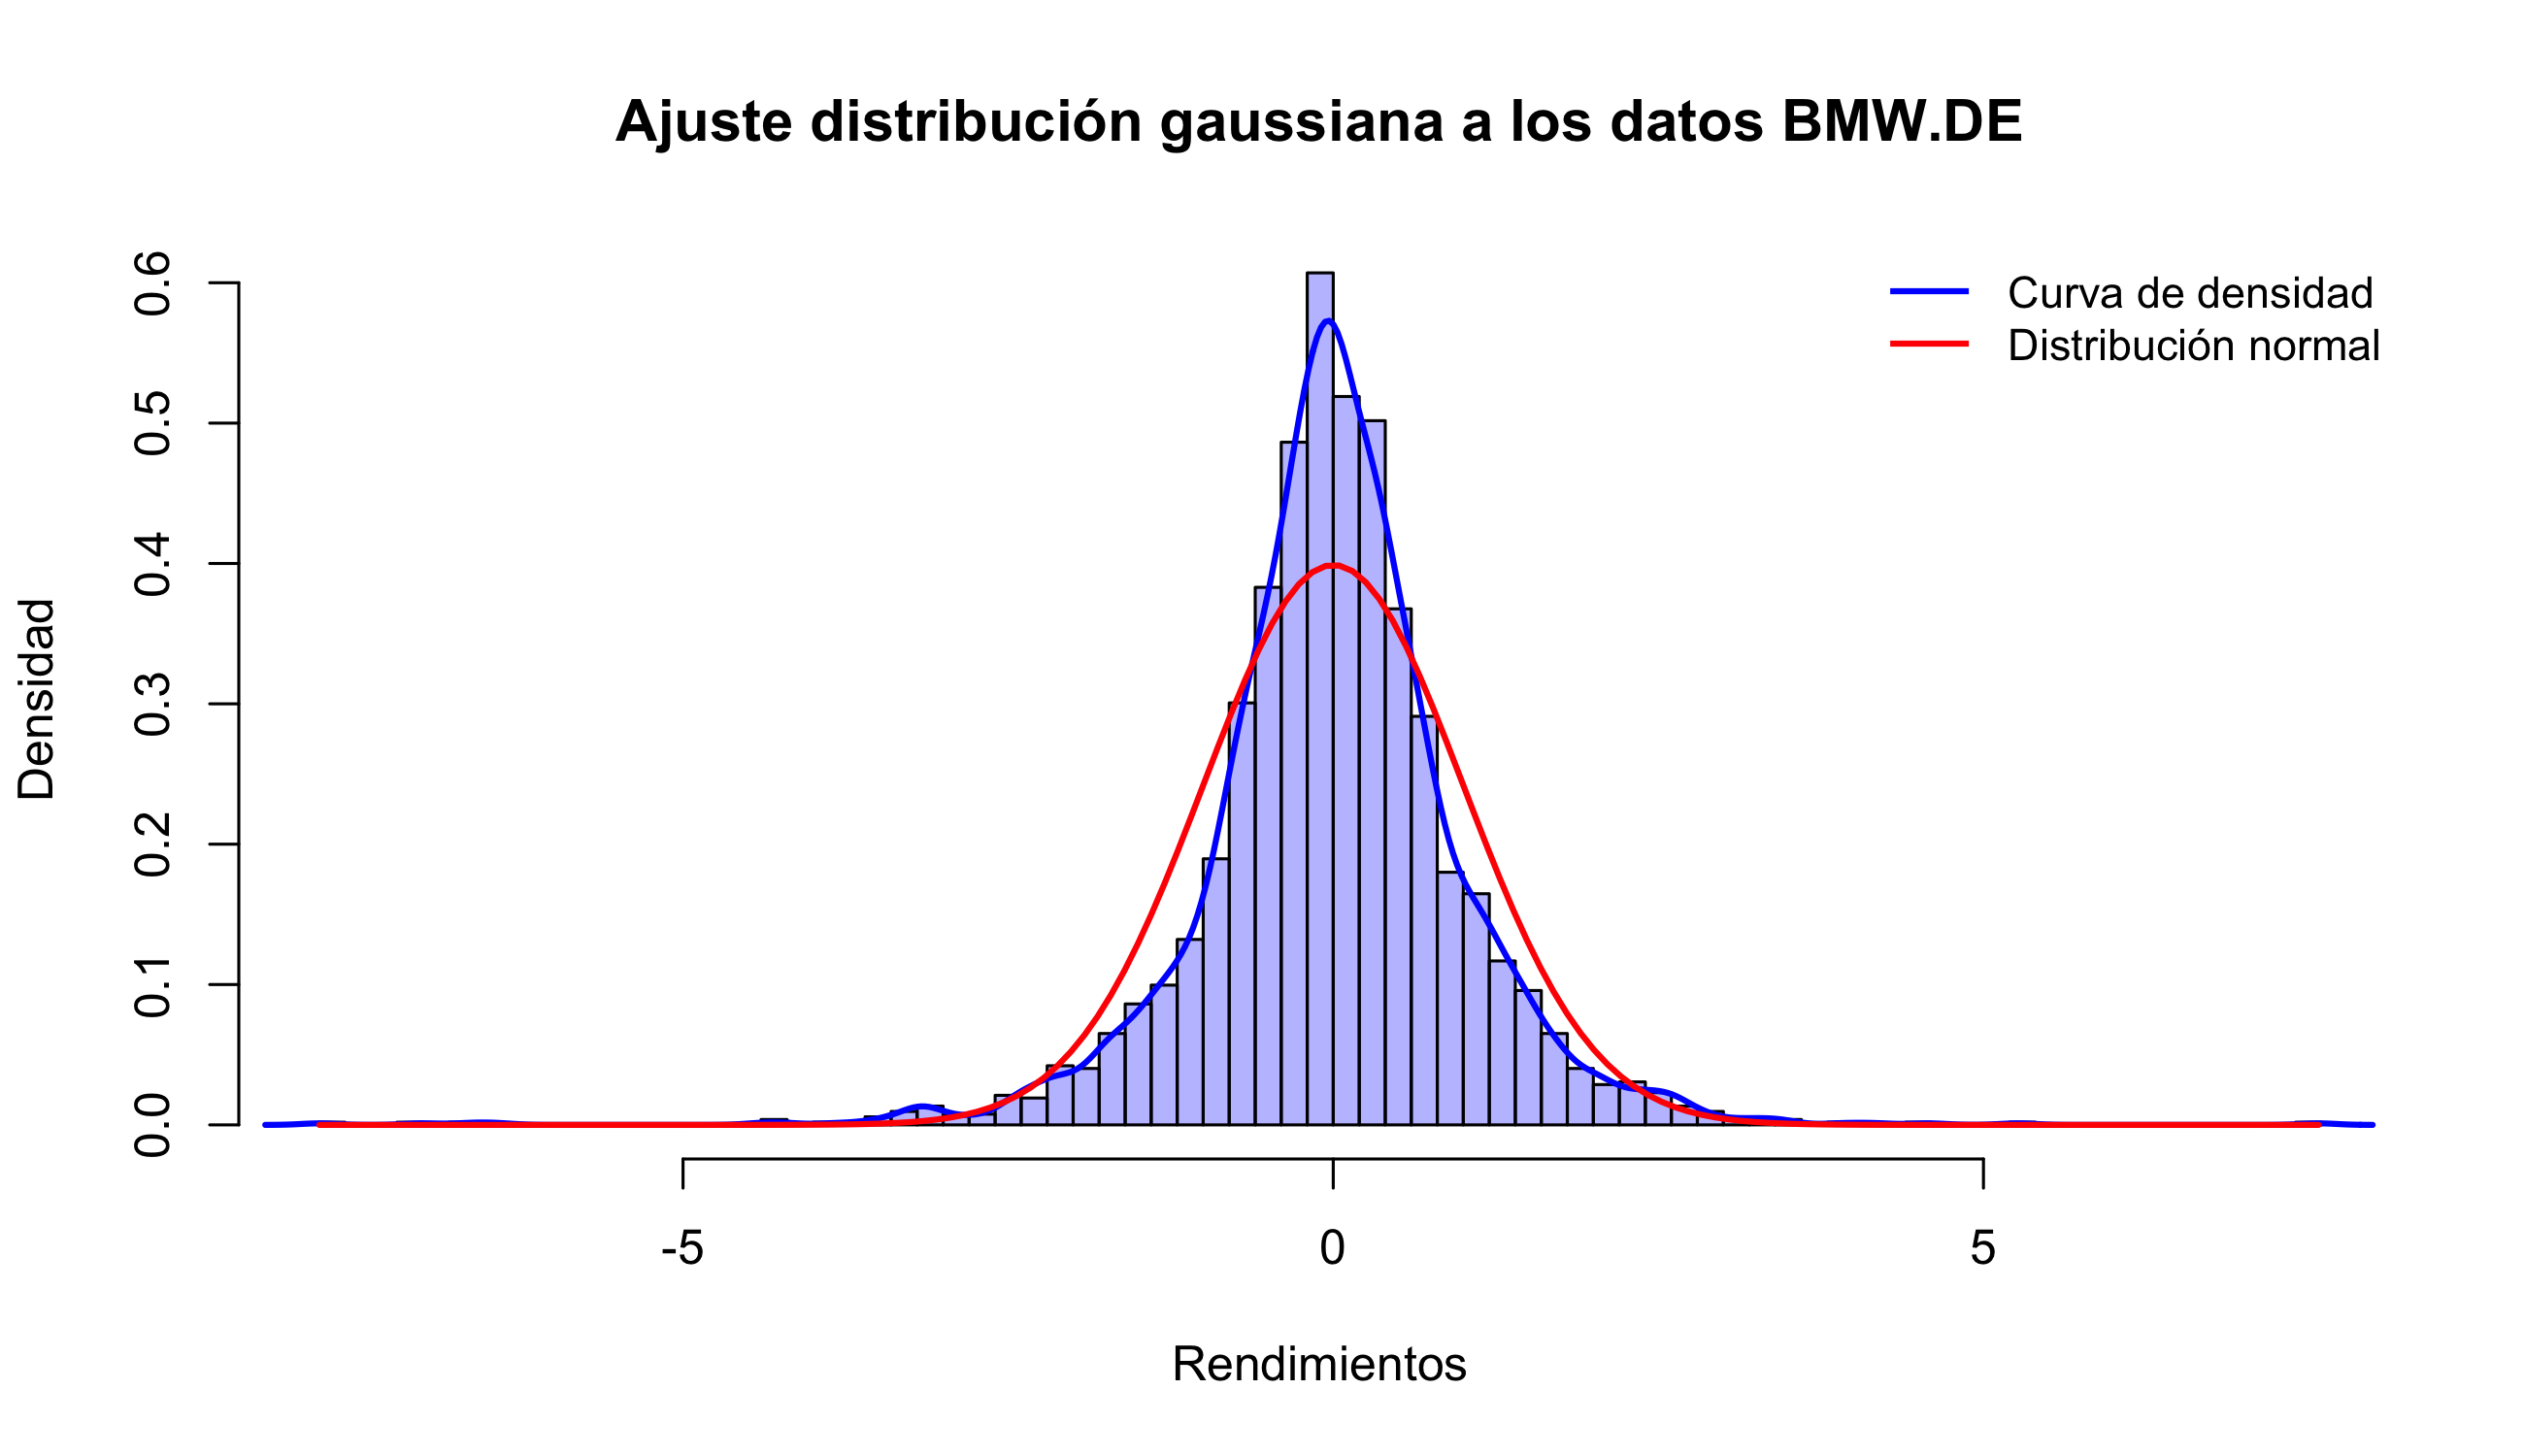 Ajuste distribución gaussiana a los datos BMW.DE
Curva de densidad
Distribución normal
Densidad
0.6
0.5
0.4
0.3
0.2
0.1
0.0
-5 0 5
Rendimientos